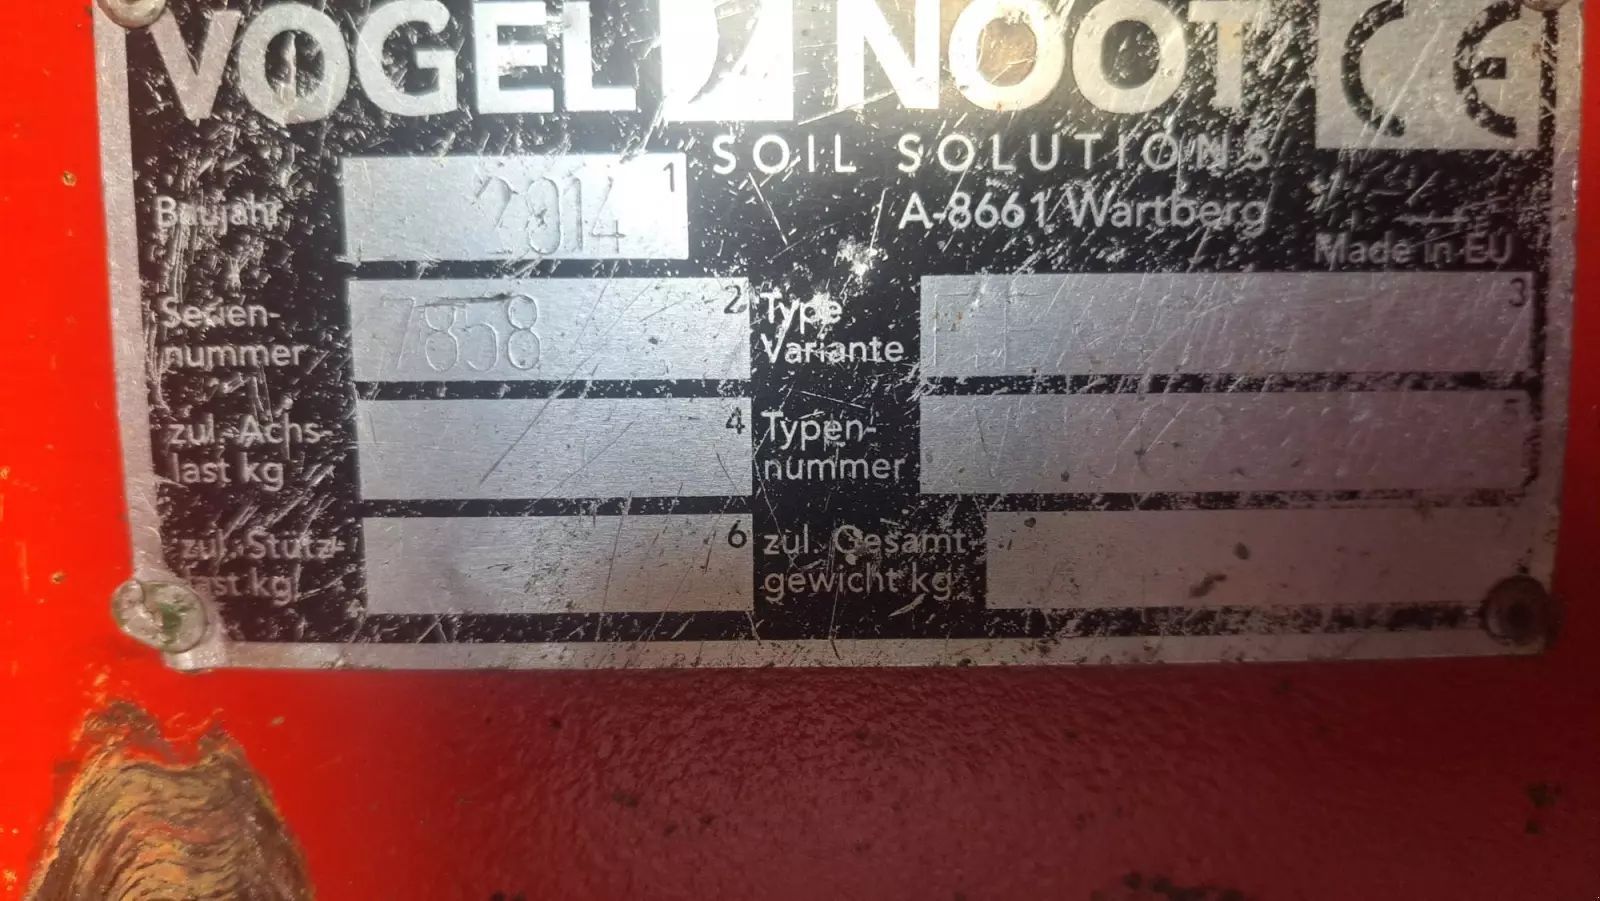 VOGEL NOOT
CE
SOIL SOLUTIONS
Baujahr 2014 1
A-8661 Wartberg
Made in EU
Serien-
nummer
7858 2
Type
Variante
3
zul. Achs-
last kg
4
Typen-
nummer
5
zul. Stütz-
last kg
6
zul. Gesamt-
gewicht kg